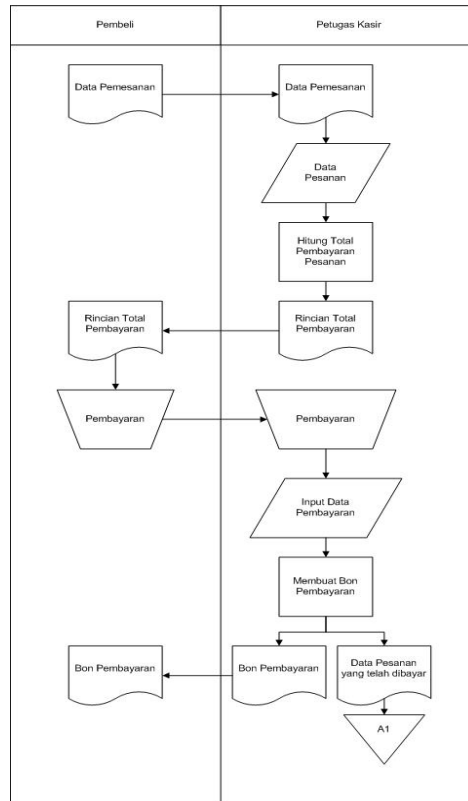 Pembeli
Petugas Kasir
Data Pemesanan
Data Pemesanan
Data
Pesanan
Hitung Total
Pembayaran
Pesanan
Rincian Total
Pembayaran
Rincian Total
Pembayaran
Pembayaran
Pembayaran
Input Data
Pembayaran
Membuat Bon
Pembayaran
Bon Pembayaran
Bon Pembayaran
Data Pesanan
yang telah dibayar
A1